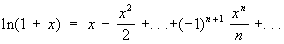 ln(1 + x) = x − x²/2 +...+(−1)ⁿ⁺¹ xⁿ/n +...